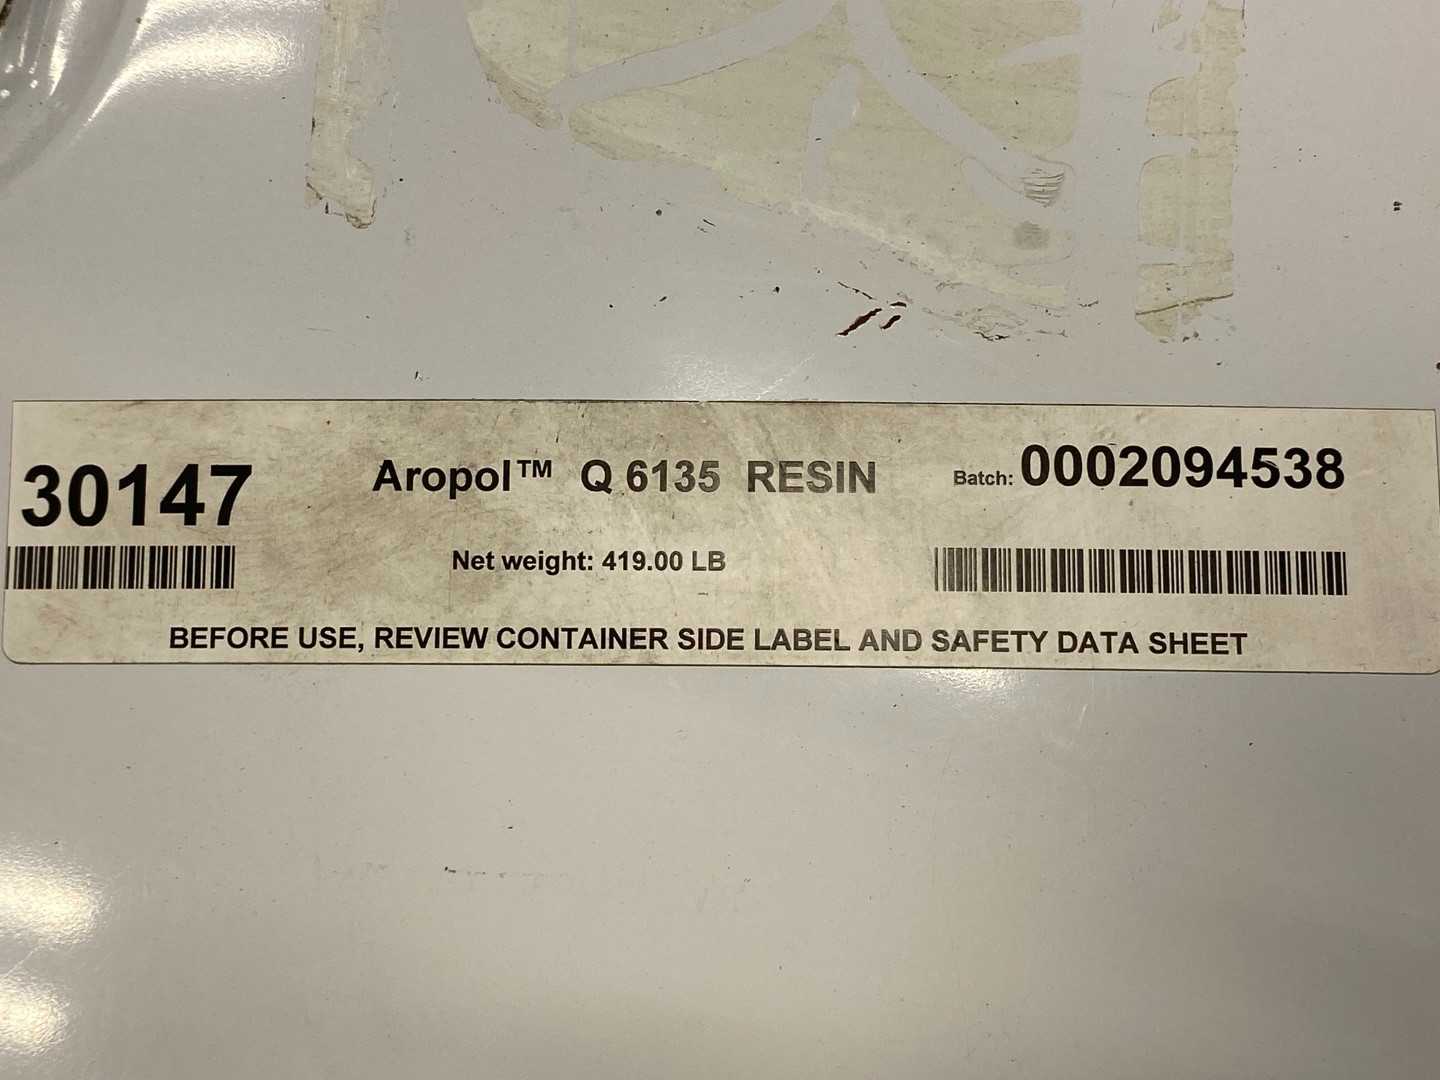 30147 Aropol™ Q 6135 RESIN Batch: 0002094538
Net weight: 419.00 LB
BEFORE USE, REVIEW CONTAINER SIDE LABEL AND SAFETY DATA SHEET